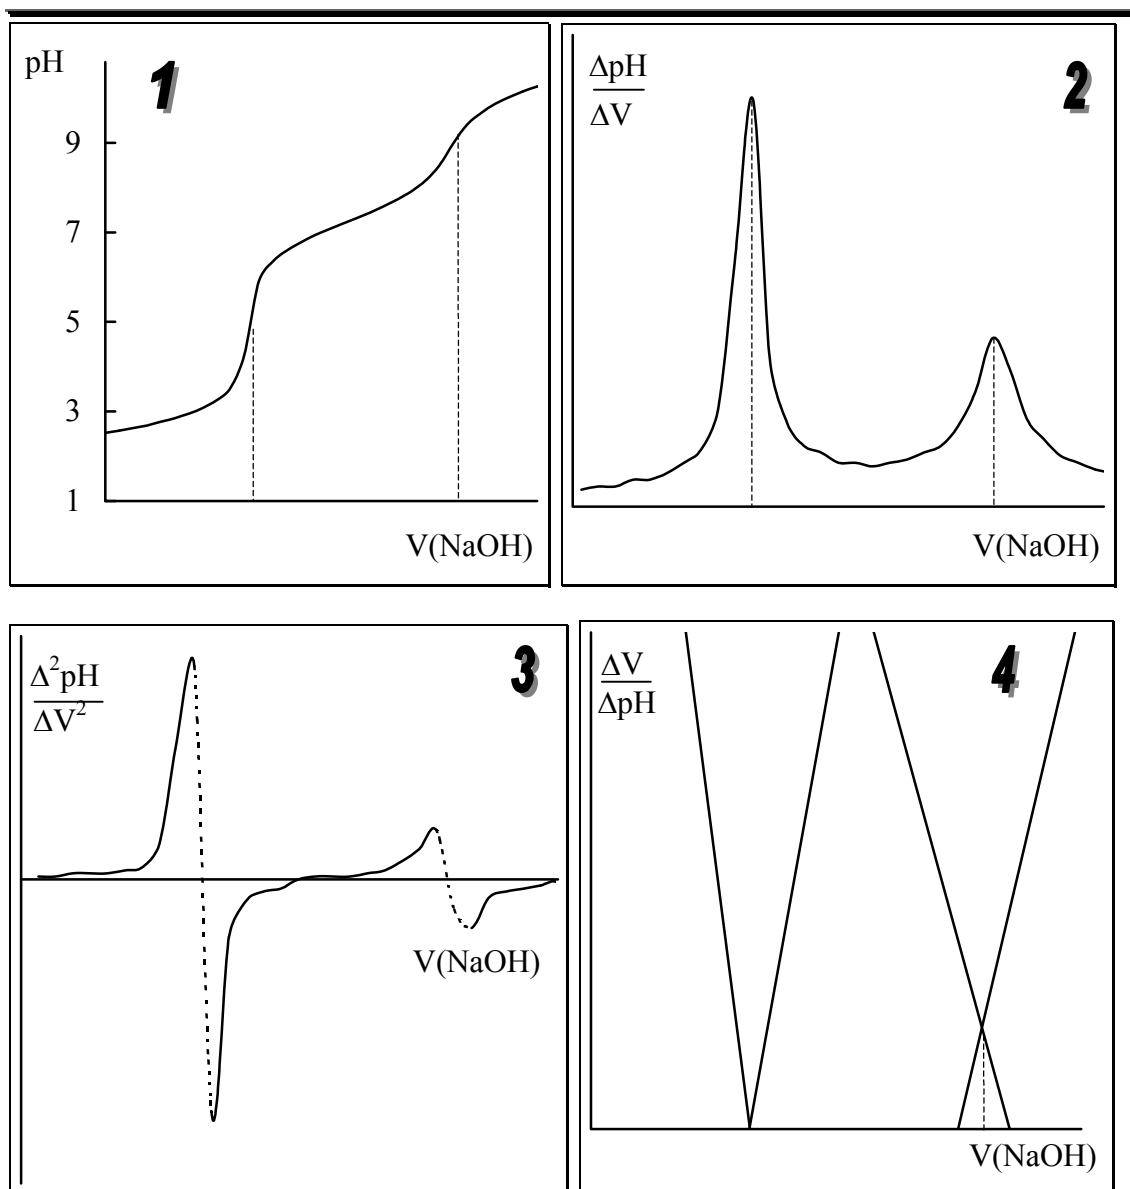 pH
1
9
7
5
3
1
V(NaOH)
ΔpH
ΔV
2
V(NaOH)
Δ²pH
ΔV²
3
V(NaOH)
ΔV
ΔpH
4
V(NaOH)